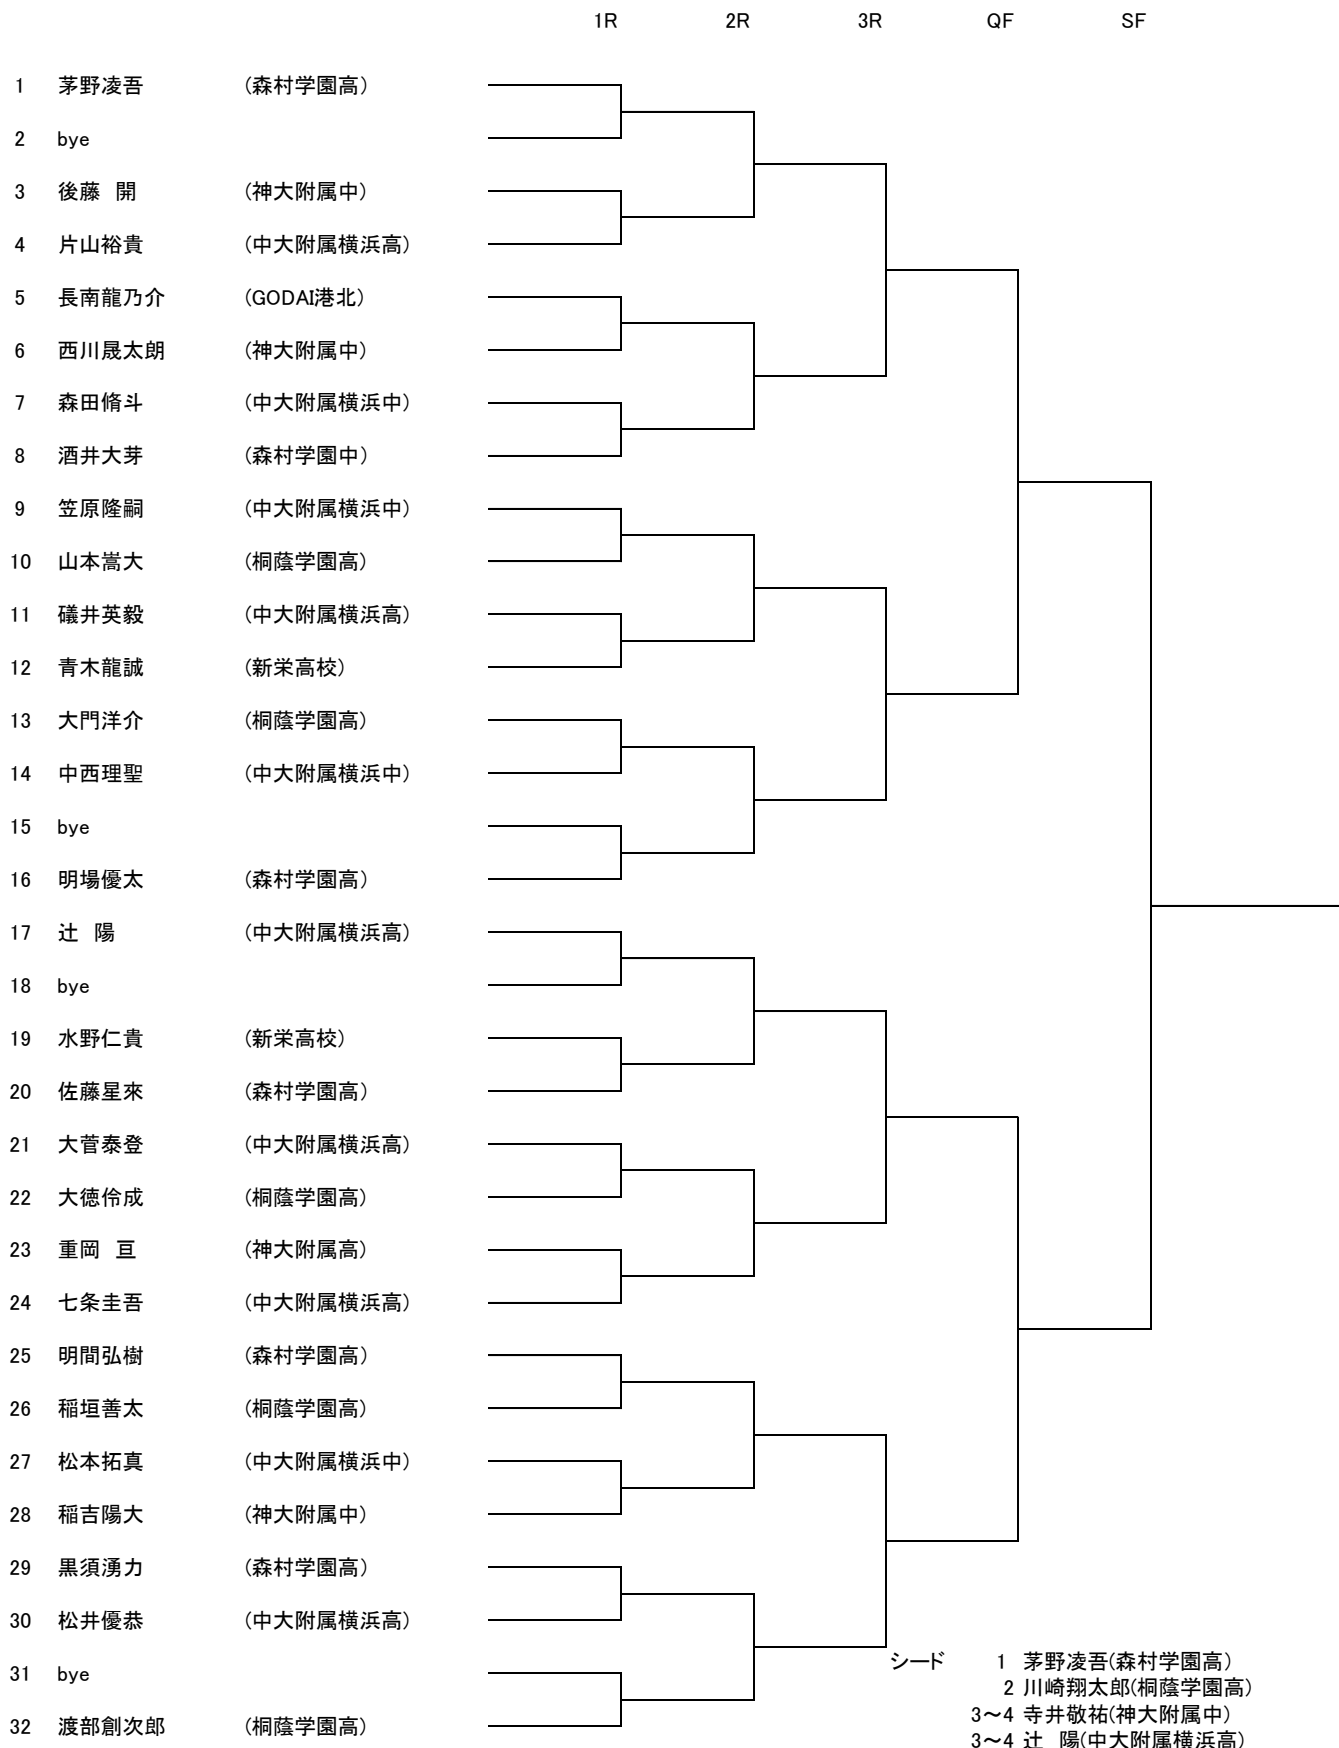 1R 2R 3R QF SF
1 茅野凌吾 (森村学園高)
2 bye
3 後藤 開 (神大附属中)
4 片山裕貴 (中大附属横浜高)
5 長南龍乃介 (GODAI港北)
6 西川晟太朗 (神大附属中)
7 森田脩斗 (中大附属横浜中)
8 酒井大芽 (森村学園中)
9 笠原隆嗣 (中大附属横浜中)
10 山本嵩大 (桐蔭学園高)
11 礒井英毅 (中大附属横浜高)
12 青木龍誠 (新栄高校)
13 大門洋介 (桐蔭学園高)
14 中西理聖 (中大附属横浜中)
15 bye
16 明場優太 (森村学園高)
17 辻 陽 (中大附属横浜高)
18 bye
19 水野仁貴 (新栄高校)
20 佐藤星來 (森村学園高)
21 大菅泰登 (中大附属横浜高)
22 大徳伶成 (桐蔭学園高)
23 重岡 亘 (神大附属高)
24 七条圭吾 (中大附属横浜高)
25 明間弘樹 (森村学園高)
26 稲垣善太 (桐蔭学園高)
27 松本拓真 (中大附属横浜中)
28 稲吉陽大 (神大附属中)
29 黒須湧力 (森村学園高)
30 松井優恭 (中大附属横浜高)
31 bye
32 渡部創次郎 (桐蔭学園高)
シード 1 茅野凌吾(森村学園高)
2 川崎翔太郎(桐蔭学園高)
3～4 寺井敬祐(神大附属中)
3～4 辻 陽(中大附属横浜高)